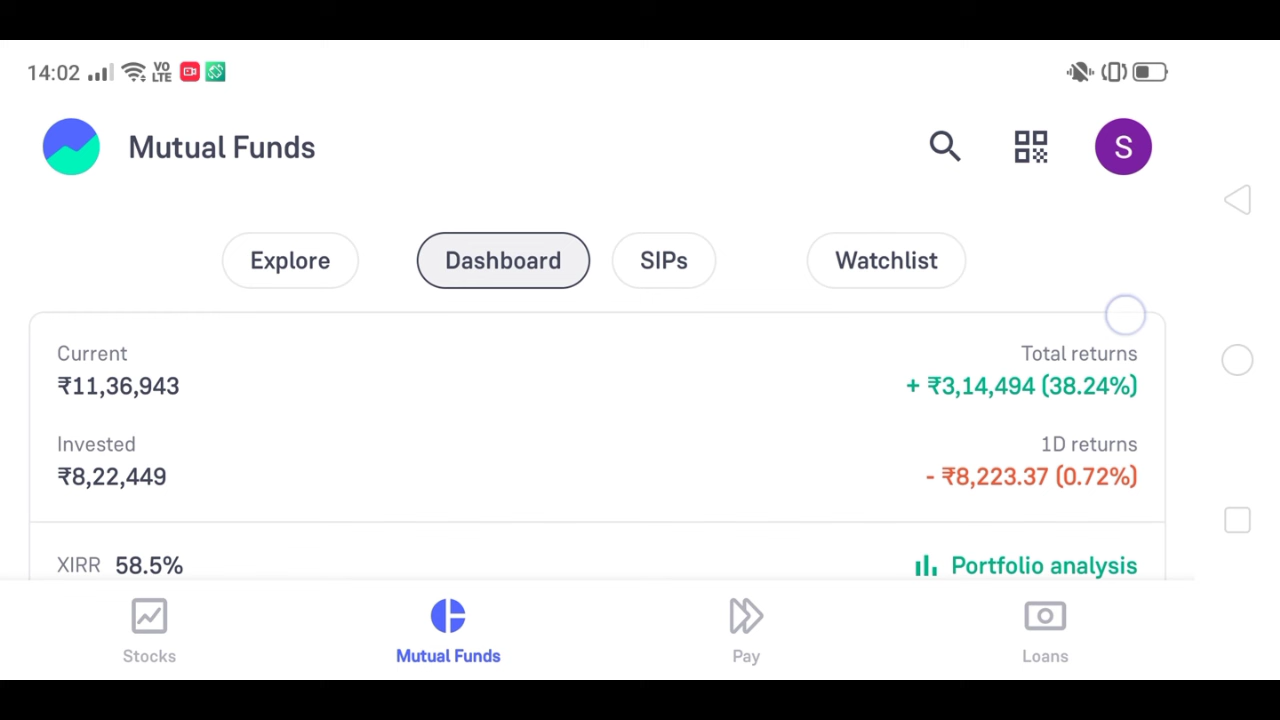 14:02 VO LTE
Mutual Funds S
Explore Dashboard SIPs Watchlist
Current Total returns
₹11,36,943 + ₹3,14,494 (38.24%)
Invested 1D returns
₹8,22,449 - ₹8,223.37 (0.72%)
XIRR 58.5% Portfolio analysis
Stocks Mutual Funds Pay Loans